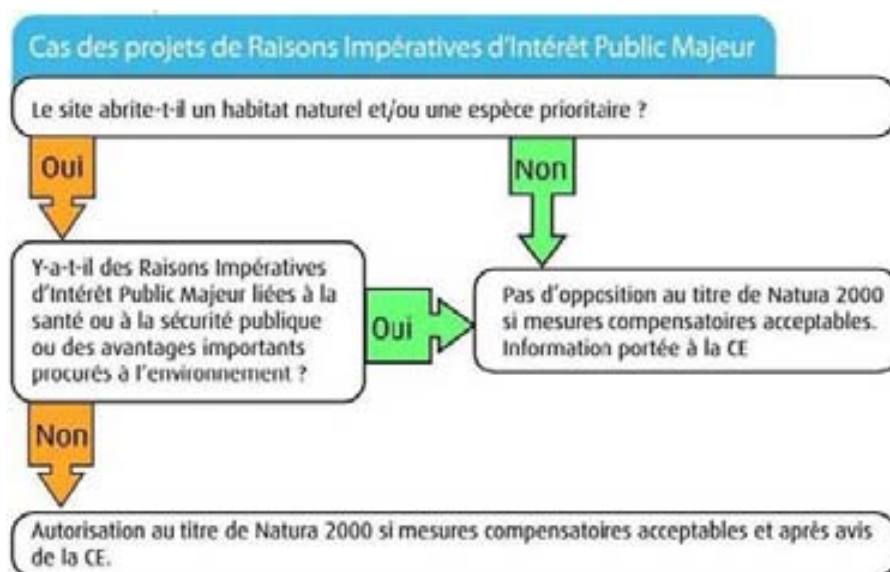 Cas des projets de Raisons Impératives d'Intérêt Public Majeur
Le site abrite-t-il un habitat naturel et/ou une espèce prioritaire ?
Oui
Non
Y-a-t-il des Raisons Impératives
d'Intérêt Public Majeur liées à la
santé ou à la sécurité publique
ou des avantages importants
procurés à l'environnement ?
Oui
Pas d'opposition au titre de Natura 2000
si mesures compensatoires acceptables.
Information portée à la CE
Non
Autorisation au titre de Natura 2000 si mesures compensatoires acceptables et après avis
de la CE.